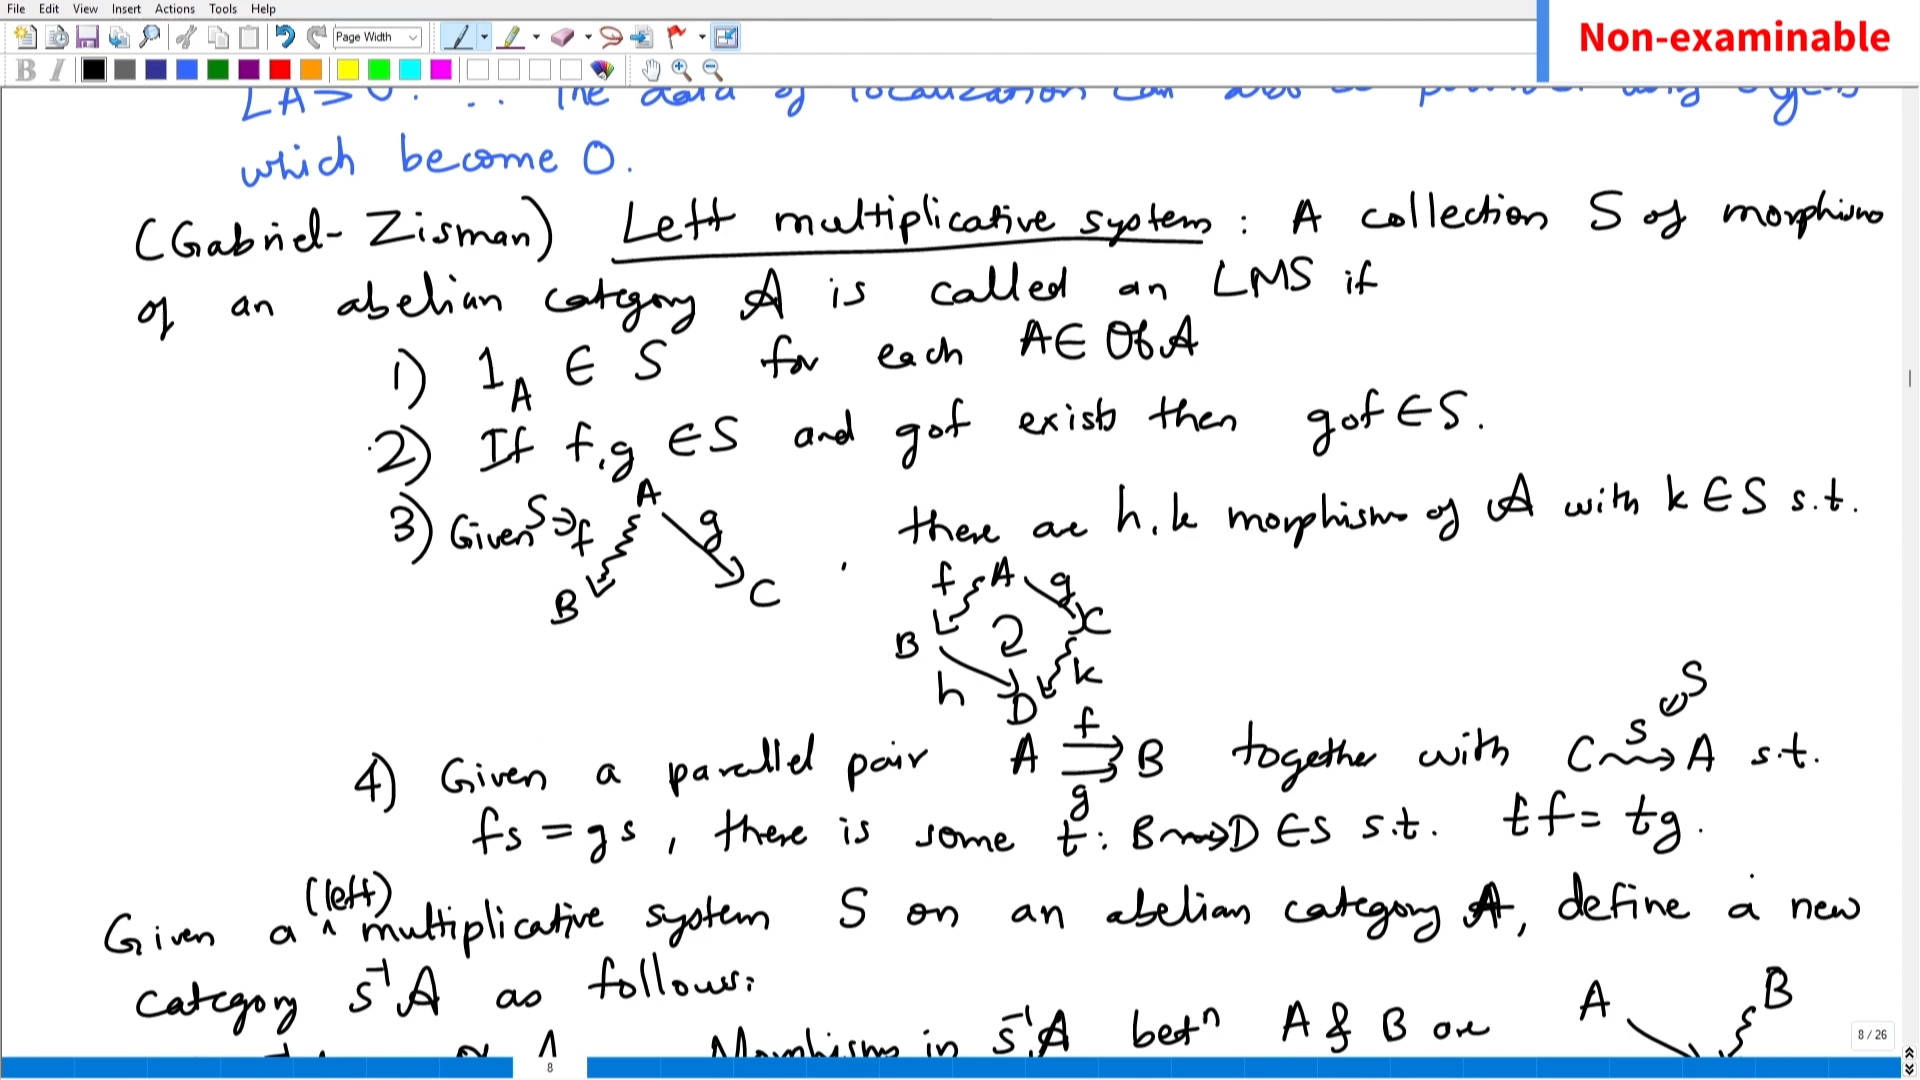 File Edit View Insert Actions Tools Help
Non-examinable
Page Width
B I
which become 0.
(Gabriel-Zisman) Left multiplicative system : A collection S of morphisms
of an abelian category A is called an LMS if
1) 1_A ∈ S for each A ∈ Ob A
2) If f, g ∈ S and gof exists then gof ∈ S.
3) Given S ∋ f A g B C there are h, k morphisms of A with k ∈ S s.t.
f A g
B C
h D k
4) Given a parallel pair A ⇉ B f g together with C ⇝ A s ∈ S s.t.
fs = gs, there is some t : B ⇝ D ∈ S s.t. tf = tg.
Given a (left) multiplicative system S on an abelian category A, define a new
category S⁻¹A as follows:
Morphisms in S⁻¹A betⁿ A & B are A B
8 / 26
8